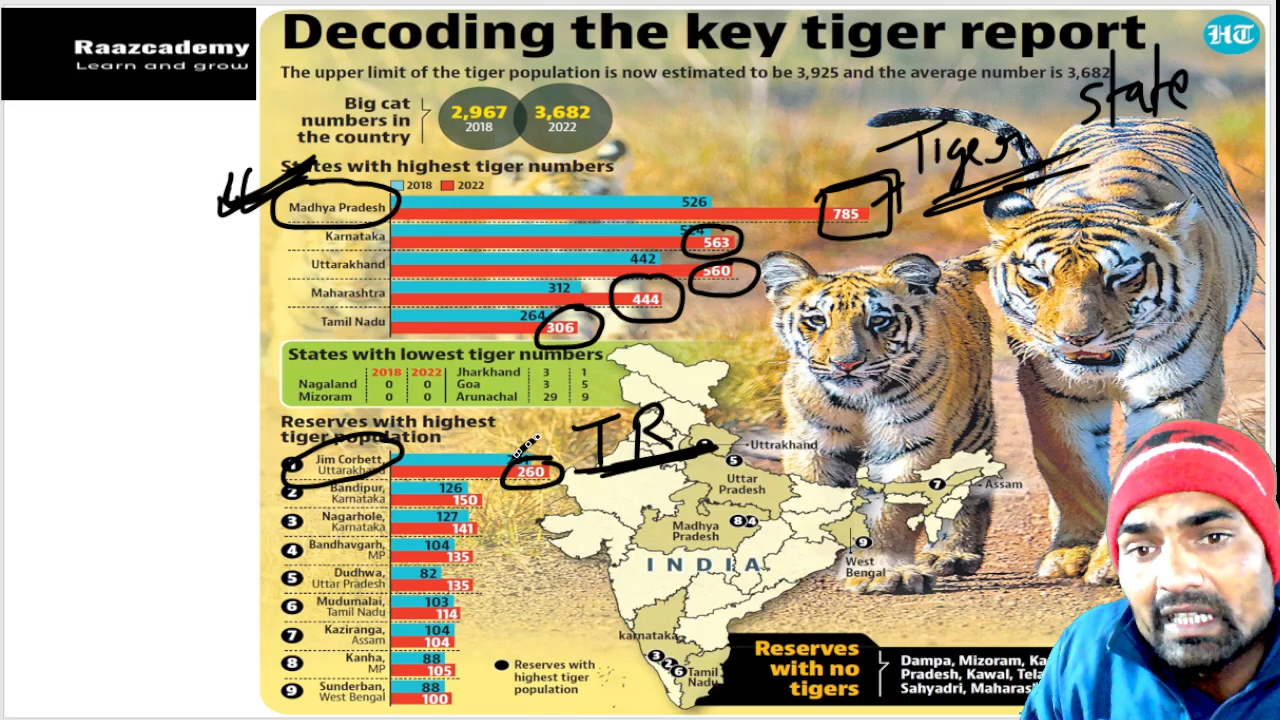 Raazcademy
Learn and grow
Decoding the key tiger report
HT
The upper limit of the tiger population is now estimated to be 3,925 and the average number is 3,682
state
Tiger
Big cat
numbers in
the country
2,967
2018
3,682
2022
States with highest tiger numbers
2018 2022
Madhya Pradesh 526
785
Karnataka
563
Uttarakhand 442
560
Maharashtra 312
444
Tamil Nadu 264
306
States with lowest tiger numbers
2018 2022 Jharkhand 3 1
Nagaland 0 0 Goa 3 5
Mizoram 0 0 Arunachal 29 9
Reserves with highest
tiger population
Jim Corbett,
Uttarakhand 260
2 Bandipur, Karnataka 126 150
3 Nagarhole, Karnataka 127 141
4 Bandhavgarh, MP 104 135
5 Dudhwa, Uttar Pradesh 82 135
6 Mudumalai, Tamil Nadu 103 114
7 Kaziranga, Assam 104 104
8 Kanha, MP 88 105
9 Sunderban, West Bengal 88 100
Uttrakhand
5
Uttar
Pradesh
7
Assam
Madhya
Pradesh
8 4
9
West
Bengal
INDIA
karnataka
3 2 6
Tamil
Nadu
Reserves with
highest tiger
population
Reserves
with no
tigers
Dampa, Mizoram,
Pradesh, Kawal,
Sahyadri,